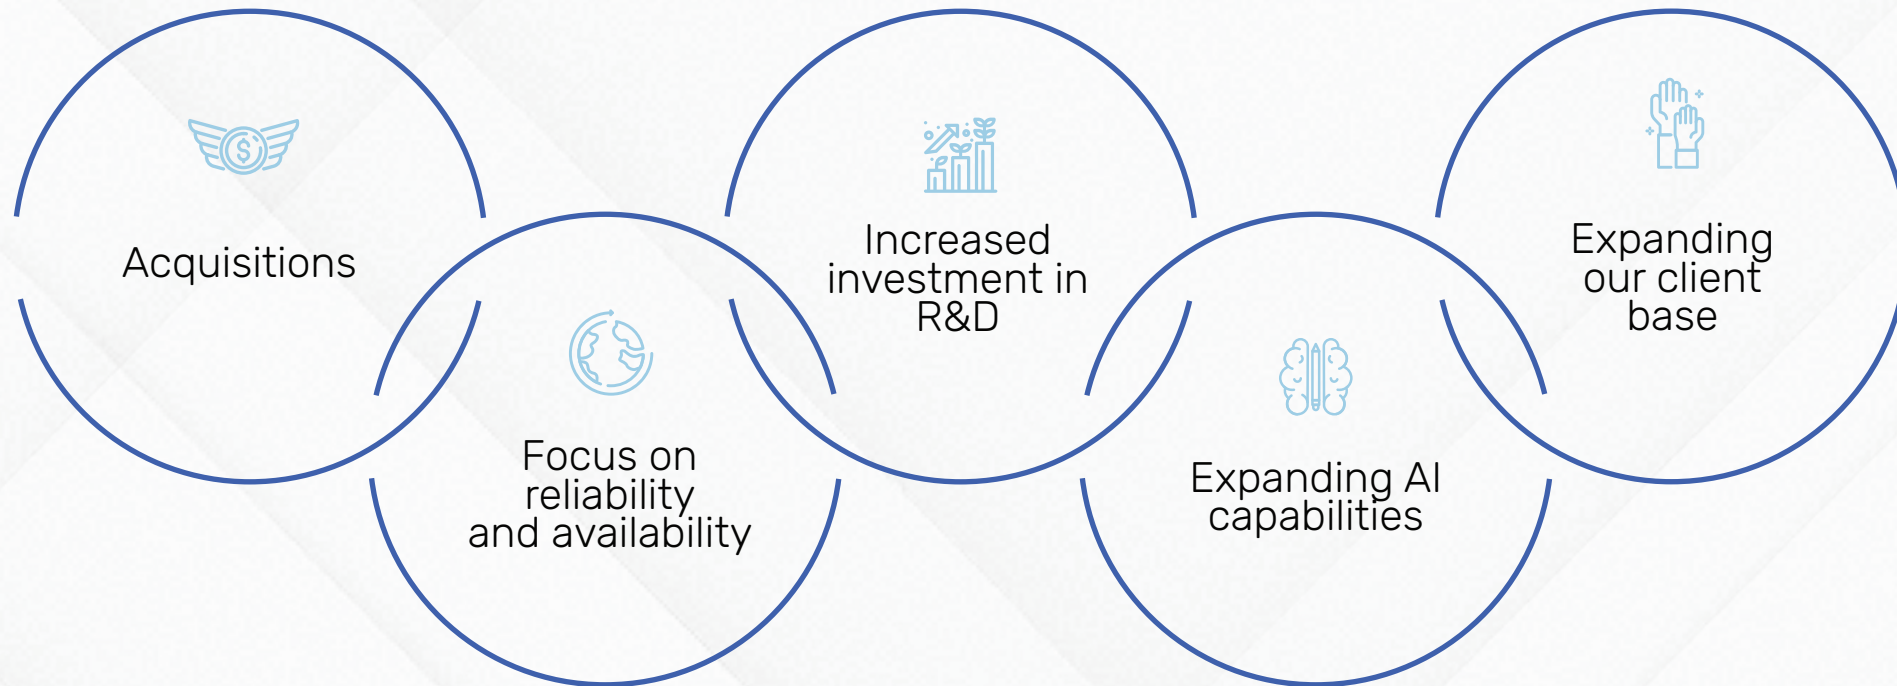 Acquisitions
Focus on
reliability
and availability
Increased
investment in
R&D
Expanding AI
capabilities
Expanding
our client
base